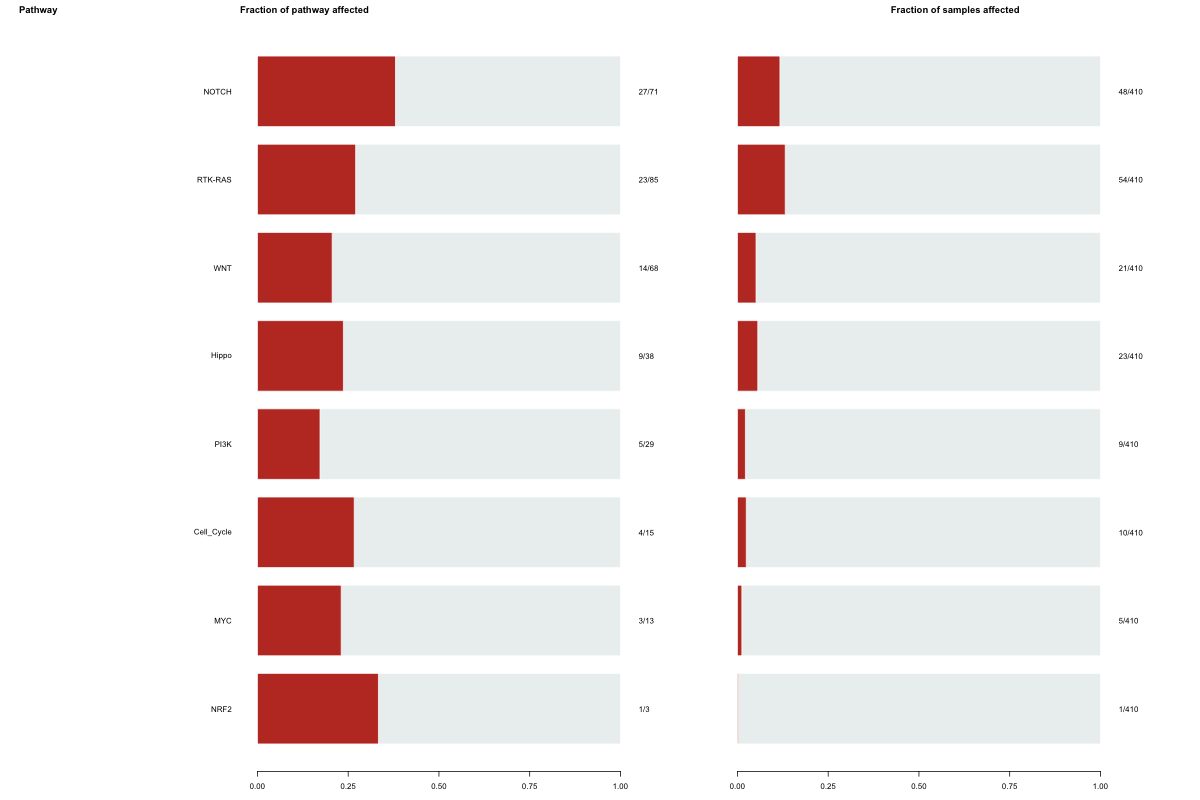 Pathway Fraction of pathway affected Fraction of samples affected
NOTCH 27/71 48/410
RTK-RAS 23/85 54/410
WNT 14/68 21/410
Hippo 9/38 23/410
PI3K 5/29 9/410
Cell_Cycle 4/15 10/410
MYC 3/13 5/410
NRF2 1/3 1/410
0.00 0.25 0.50 0.75 1.00 0.00 0.25 0.50 0.75 1.00